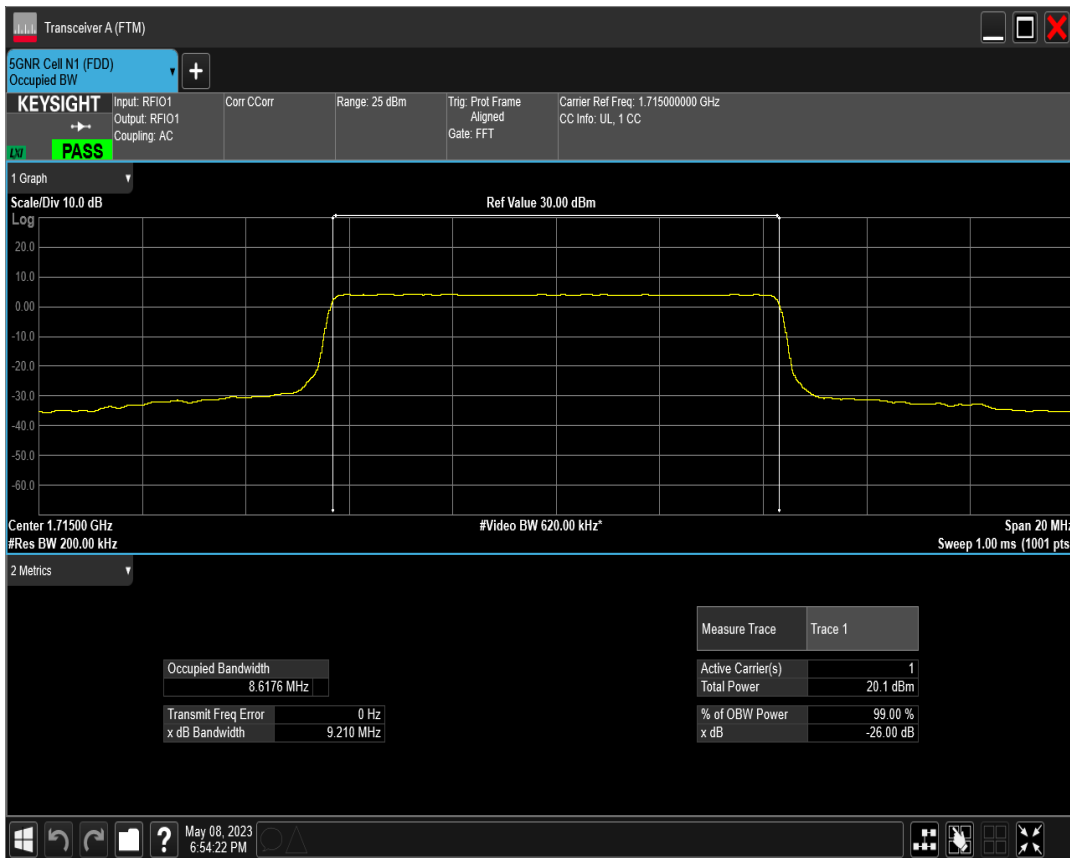 Transceiver A (FTM)
5GNR Cell N1 (FDD)
Occupied BW
+
KEYSIGHT
LXI
PASS
Input: RFIO1
Output: RFIO1
Coupling: AC
Corr CCorr
Range: 25 dBm
Trig: Prot Frame
Aligned
Gate: FFT
Carrier Ref Freq: 1.715000000 GHz
CC Info: UL, 1 CC
1 Graph
Scale/Div 10.0 dB
Ref Value 30.00 dBm
Log
20.0
10.0
0.00
-10.0
-20.0
-30.0
-40.0
-50.0
-60.0
Center 1.71500 GHz
#Video BW 620.00 kHz*
Span 20 MHz
#Res BW 200.00 kHz
Sweep 1.00 ms (1001 pts
2 Metrics
Measure Trace Trace 1
Occupied Bandwidth
8.6176 MHz
Active Carrier(s) 1
Total Power 20.1 dBm
Transmit Freq Error 0 Hz
x dB Bandwidth 9.210 MHz
% of OBW Power 99.00 %
x dB -26.00 dB
?
May 08, 2023
6:54:22 PM